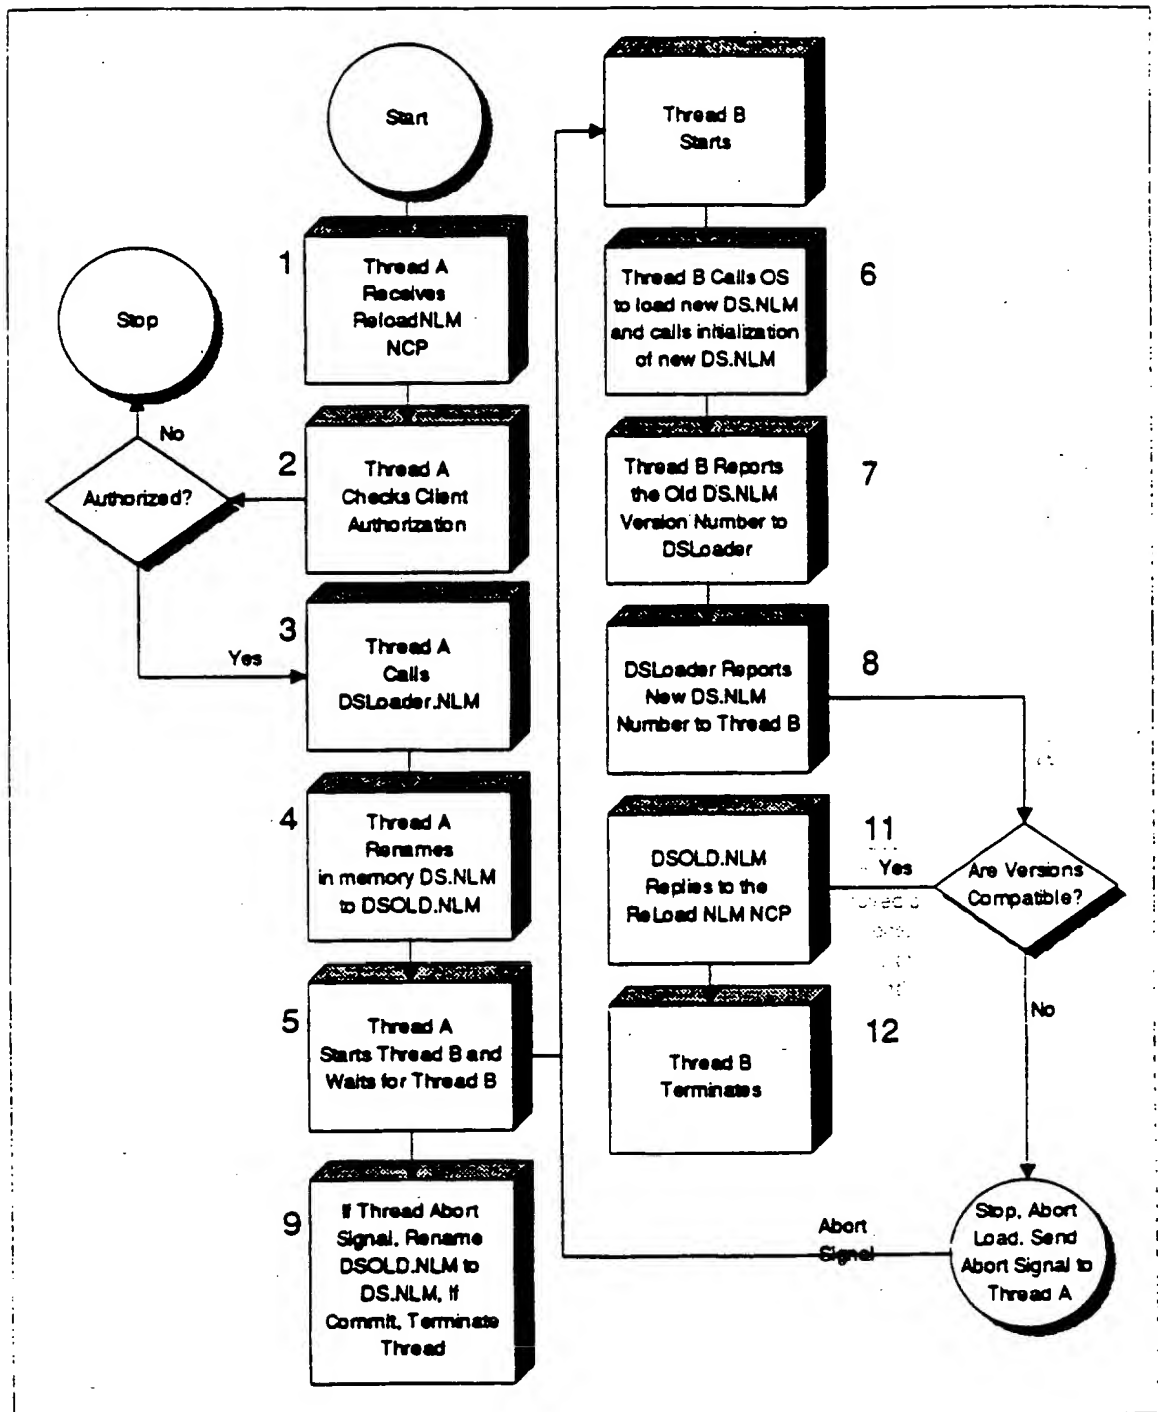 Start
1
Thread A
Receives
ReloadNLM
NCP
Stop
No
2
Thread A
Checks Client
Authorization
Authorized?
Yes
3
Thread A
Calls
DSLoader.NLM
4
Thread A
Renames
in memory DS.NLM
to DSOLD.NLM
5
Thread A
Starts Thread B and
Waits for Thread B
9
If Thread Abort
Signal, Rename
DSOLD.NLM to
DS.NLM, If
Commit, Terminate
Thread
Thread B
Starts
6
Thread B Calls OS
to load new DS.NLM
and calls initialization
of new DS.NLM
7
Thread B Reports
the Old DS.NLM
Version Number to
DSLoader
8
DSLoader Reports
New DS.NLM
Number to Thread B
Are Versions
Compatible?
11
Yes
DSOLD.NLM
Replies to the
ReLoad NLM NCP
12
Thread B
Terminates
No
Stop, Abort
Load. Send
Abort Signal to
Thread A
Abort
Signal